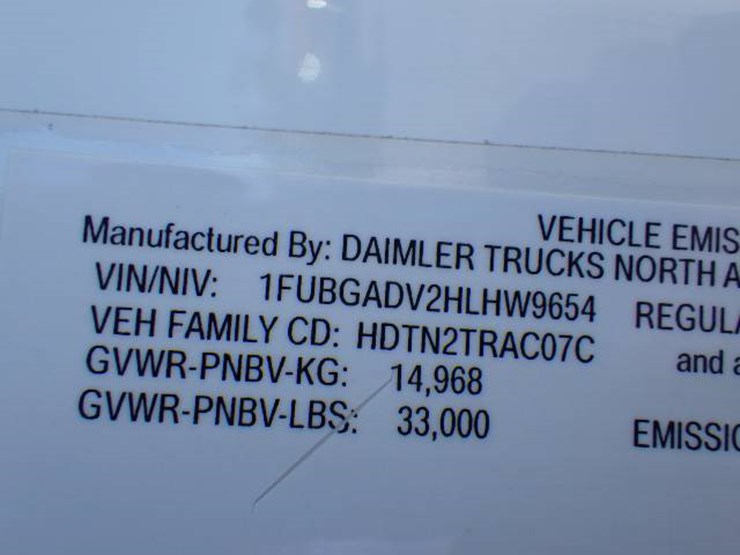 VEHICLE EMIS
Manufactured By: DAIMLER TRUCKS NORTH A
VIN/NIV: 1FUBGADV2HLHW9654 REGULA
VEH FAMILY CD: HDTN2TRAC07C and a
GVWR-PNBV-KG: 14,968
GVWR-PNBV-LBS: 33,000 EMISSIO